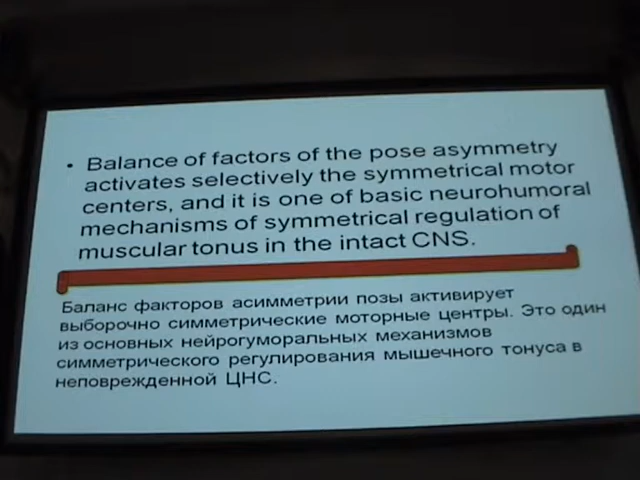 • Balance of factors of the pose asymmetry
activates selectively the symmetrical motor
centers, and it is one of basic neurohumoral
mechanisms of symmetrical regulation of
muscular tonus in the intact CNS.
Баланс факторов асимметрии позы активирует
выборочно симметрические моторные центры. Это один
из основных нейрогуморальных механизмов
симметрического регулирования мышечного тонуса в
неповрежденной ЦНС.